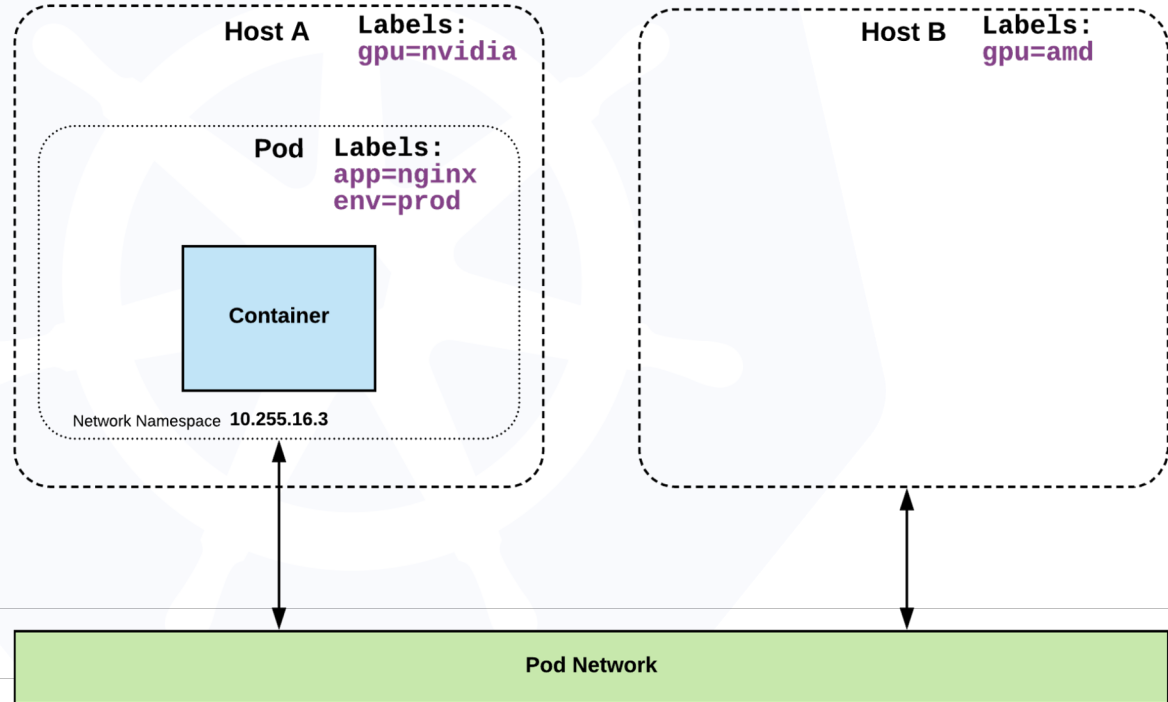 Host A
Labels:
gpu=nvidia
Pod
Labels:
app=nginx
env=prod
Container
Network Namespace 10.255.16.3
Host B
Labels:
gpu=amd
Pod Network